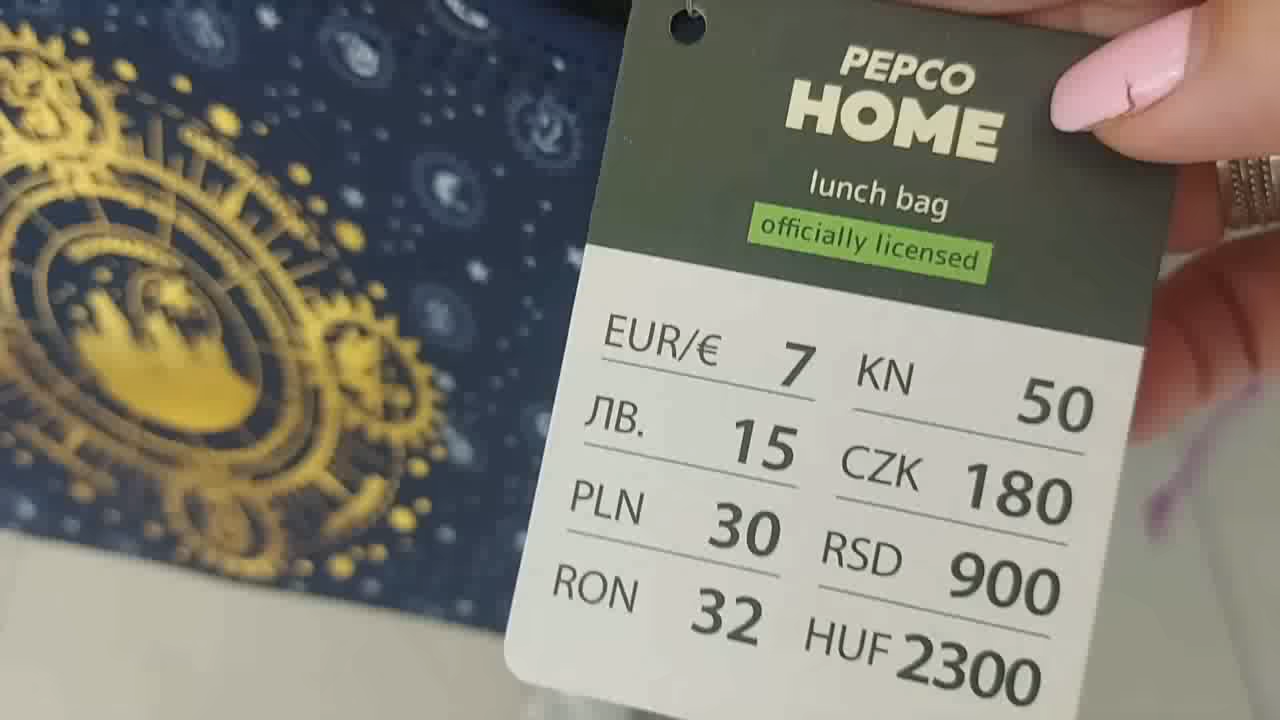 PEPCO
HOME
lunch bag
officially licensed
EUR/€ 7
ЛВ. 15
PLN 30
RON 32
KN 50
CZK 180
RSD 900
HUF 2300